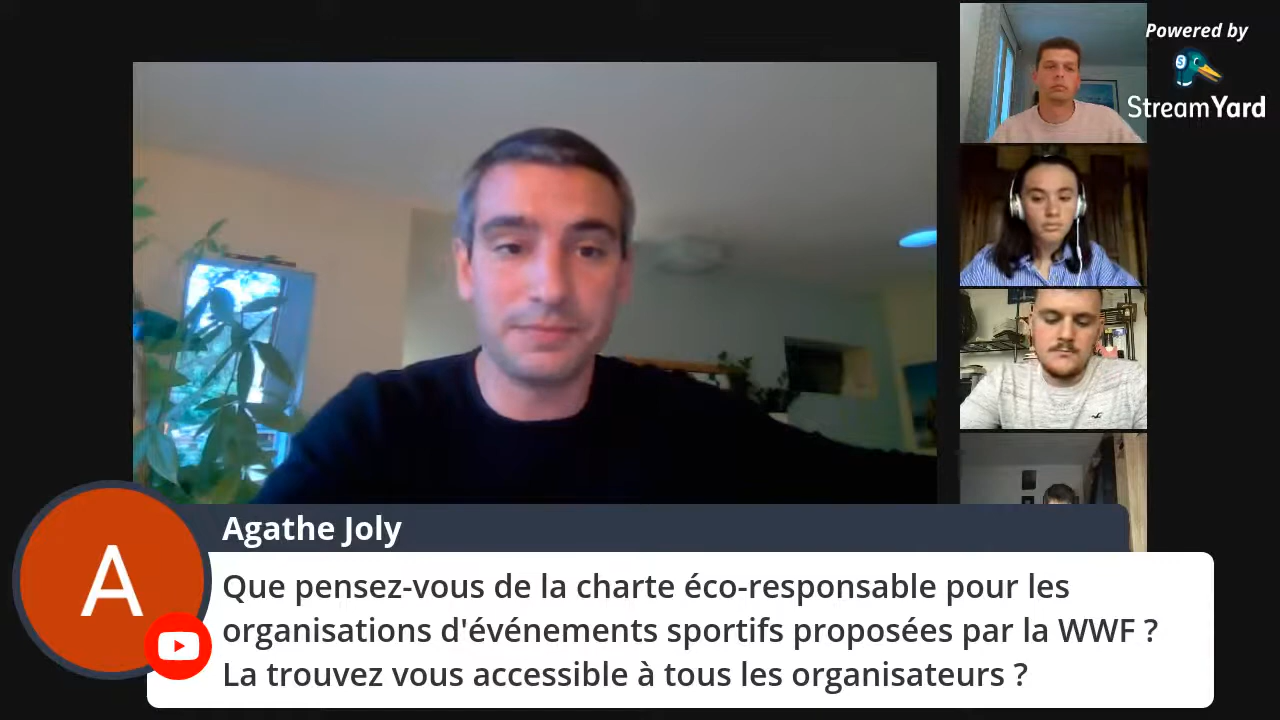 Powered by
StreamYard
A
Agathe Joly
Que pensez-vous de la charte éco-responsable pour les
organisations d'événements sportifs proposées par la WWF ?
La trouvez vous accessible à tous les organisateurs ?